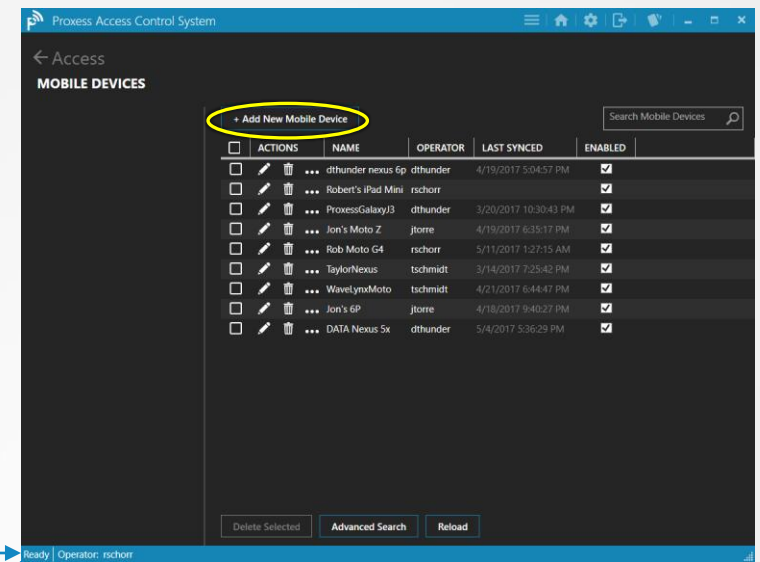 Proxess Access Control System
Access
MOBILE DEVICES
+ Add New Mobile Device
Search Mobile Devices
ACTIONS NAME OPERATOR LAST SYNCED ENABLED
dthunder nexus 6p dthunder 4/19/2017 5:04:57 PM
Robert's iPad Mini rschorr
ProxessGalaxyJ3 dthunder 3/20/2017 10:30:43 PM
Jon's Moto Z jtorre 4/19/2017 6:35:17 PM
Rob Moto G4 rschorr 5/11/2017 1:27:15 AM
TaylorNexus tschmidt 3/14/2017 7:25:42 PM
WaveLynxMoto tschmidt 4/21/2017 6:44:47 PM
Jon's 6P jtorre 4/18/2017 9:40:27 PM
DATA Nexus 5x dthunder 5/4/2017 5:36:29 PM
Delete Selected Advanced Search Reload
Ready Operator: rschorr